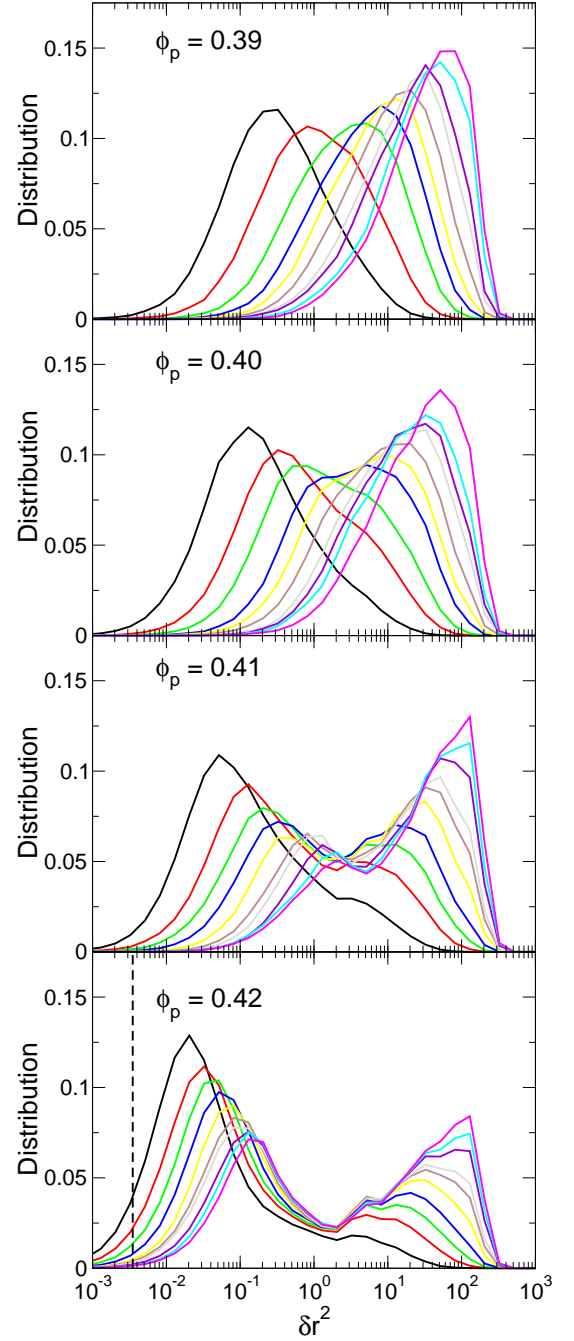 ϕp = 0.39
Distribution
0.15
0.1
0.05
0
ϕp = 0.40
Distribution
0.15
0.1
0.05
0
ϕp = 0.41
Distribution
0.15
0.1
0.05
0
ϕp = 0.42
Distribution
0.15
0.1
0.05
0
10⁻³ 10⁻² 10⁻¹ 10⁰ 10¹ 10² 10³
δr²